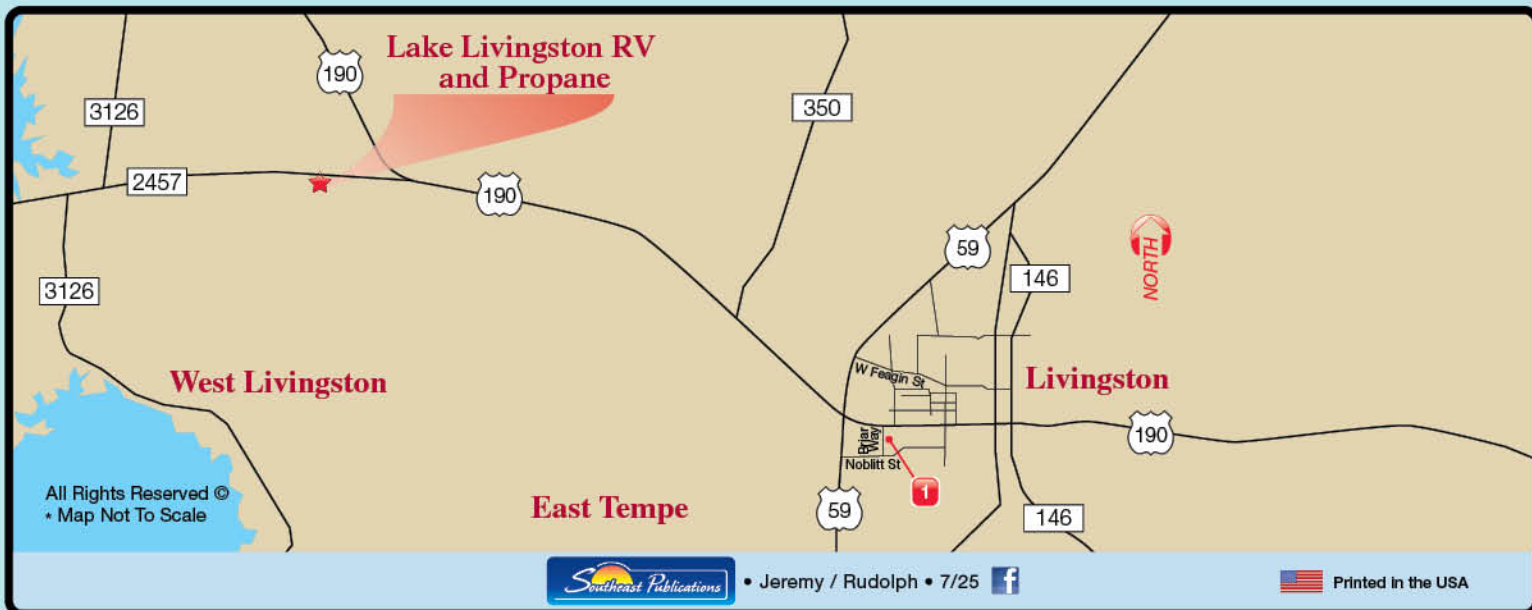 Lake Livingston RV
and Propane
190
3126
350
2457
190
59
146
3126
NORTH
West Livingston
W Feagin St
Livingston
190
Briar
Way
Noblitt St
1
All Rights Reserved ©
* Map Not To Scale
East Tempe
59
146
Southeast Publications • Jeremy / Rudolph • 7/25 f
Printed in the USA